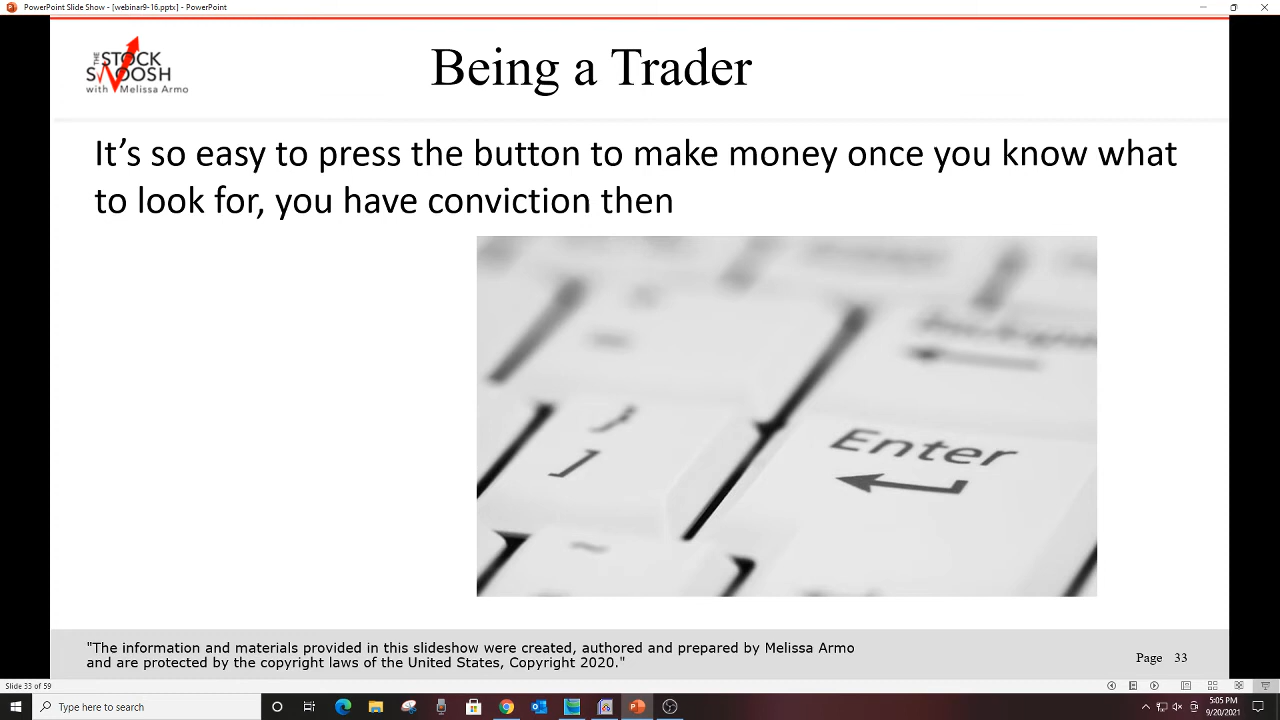 PowerPoint Slide Show - [webinar9-16.pptx] - PowerPoint
THE
STOCK
SWOOSH
with Melissa Armo
Being a Trader
It's so easy to press the button to make money once you know what
to look for, you have conviction then
}
]
Enter
~
"The information and materials provided in this slideshow were created, authored and prepared by Melissa Armo
and are protected by the copyright laws of the United States, Copyright 2020."
Page 33
Slide 33 of 59
Type here to search
5:05 PM
9/20/2021